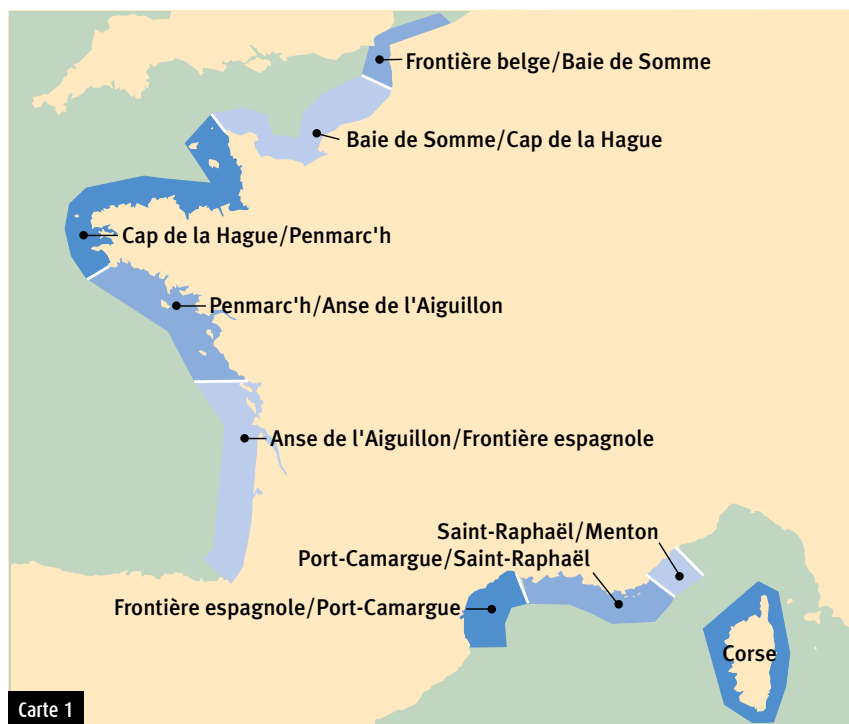 Frontière belge/Baie de Somme
Baie de Somme/Cap de la Hague
Cap de la Hague/Penmarc'h
Penmarc'h/Anse de l'Aiguillon
Anse de l'Aiguillon/Frontière espagnole
Saint-Raphaël/Menton
Port-Camargue/Saint-Raphaël
Frontière espagnole/Port-Camargue
Corse
Carte 1